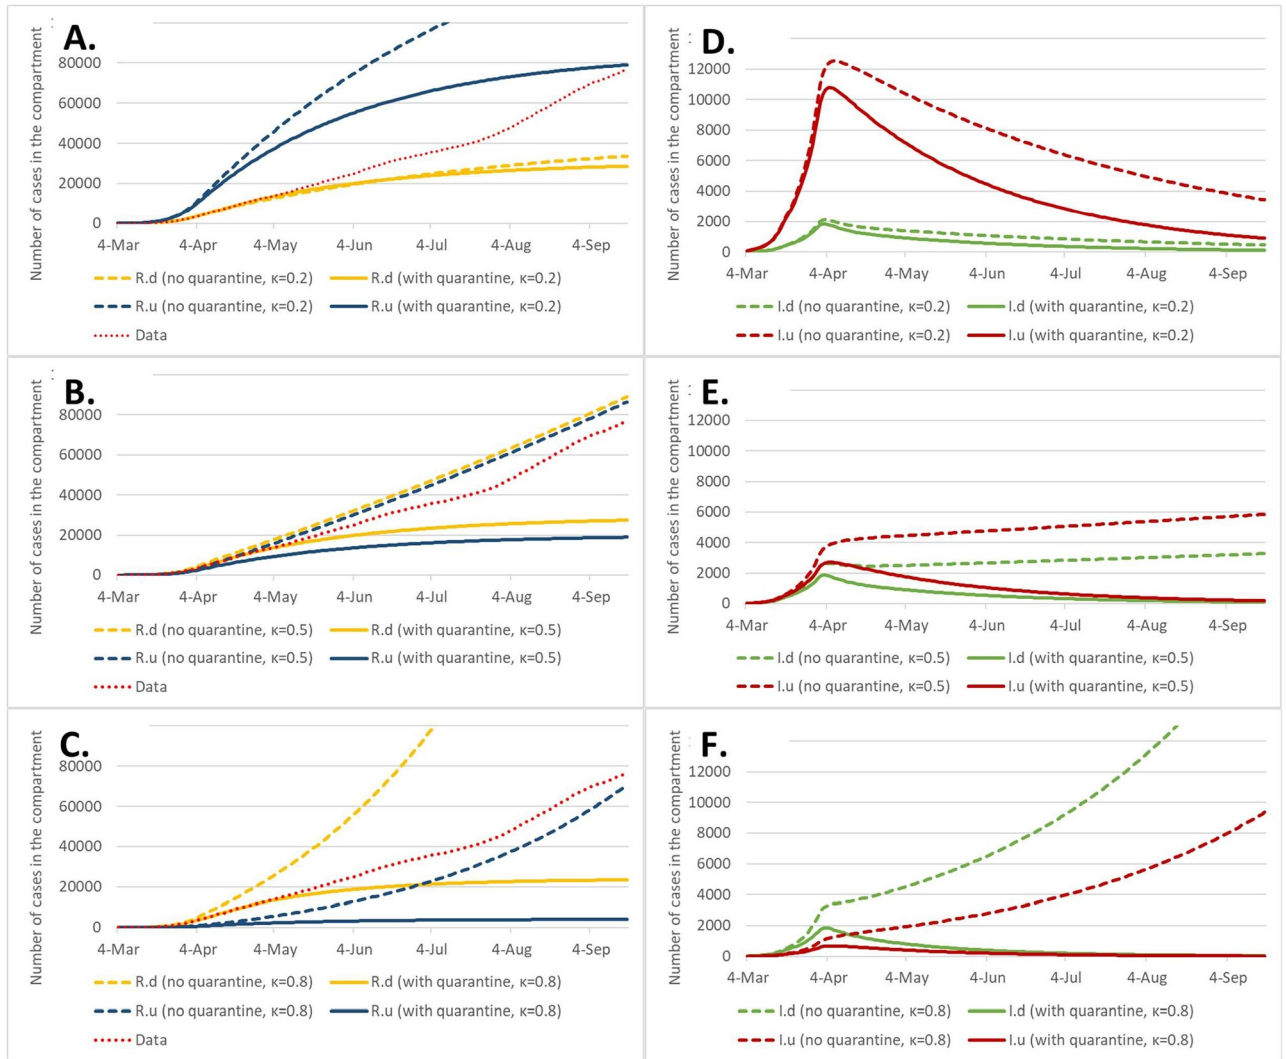 A.
Number of cases in the compartment
80000
60000
40000
20000
0
4-Mar 4-Apr 4-May 4-Jun 4-Jul 4-Aug 4-Sep
R.d (no quarantine, κ=0.2) R.d (with quarantine, κ=0.2)
R.u (no quarantine, κ=0.2) R.u (with quarantine, κ=0.2)
Data
D.
Number of cases in the compartment
12000
10000
8000
6000
4000
2000
0
4-Mar 4-Apr 4-May 4-Jun 4-Jul 4-Aug 4-Sep
I.d (no quarantine, κ=0.2) I.d (with quarantine, κ=0.2)
I.u (no quarantine, κ=0.2) I.u (with quarantine, κ=0.2)
B.
Number of cases in the compartment
80000
60000
40000
20000
0
4-Mar 4-Apr 4-May 4-Jun 4-Jul 4-Aug 4-Sep
R.d (no quarantine, κ=0.5) R.d (with quarantine, κ=0.5)
R.u (no quarantine, κ=0.5) R.u (with quarantine, κ=0.5)
Data
E.
Number of cases in the compartment
12000
10000
8000
6000
4000
2000
0
4-Mar 4-Apr 4-May 4-Jun 4-Jul 4-Aug 4-Sep
I.d (no quarantine, κ=0.5) I.d (with quarantine, κ=0.5)
I.u (no quarantine, κ=0.5) I.u (with quarantine, κ=0.5)
C.
Number of cases in the compartment
80000
60000
40000
20000
0
4-Mar 4-Apr 4-May 4-Jun 4-Jul 4-Aug 4-Sep
R.d (no quarantine, κ=0.8) R.d (with quarantine, κ=0.8)
R.u (no quarantine, κ=0.8) R.u (with quarantine, κ=0.8)
Data
F.
Number of cases in the compartment
12000
10000
8000
6000
4000
2000
0
4-Mar 4-Apr 4-May 4-Jun 4-Jul 4-Aug 4-Sep
I.d (no quarantine, κ=0.8) I.d (with quarantine, κ=0.8)
I.u (no quarantine, κ=0.8) I.u (with quarantine, κ=0.8)